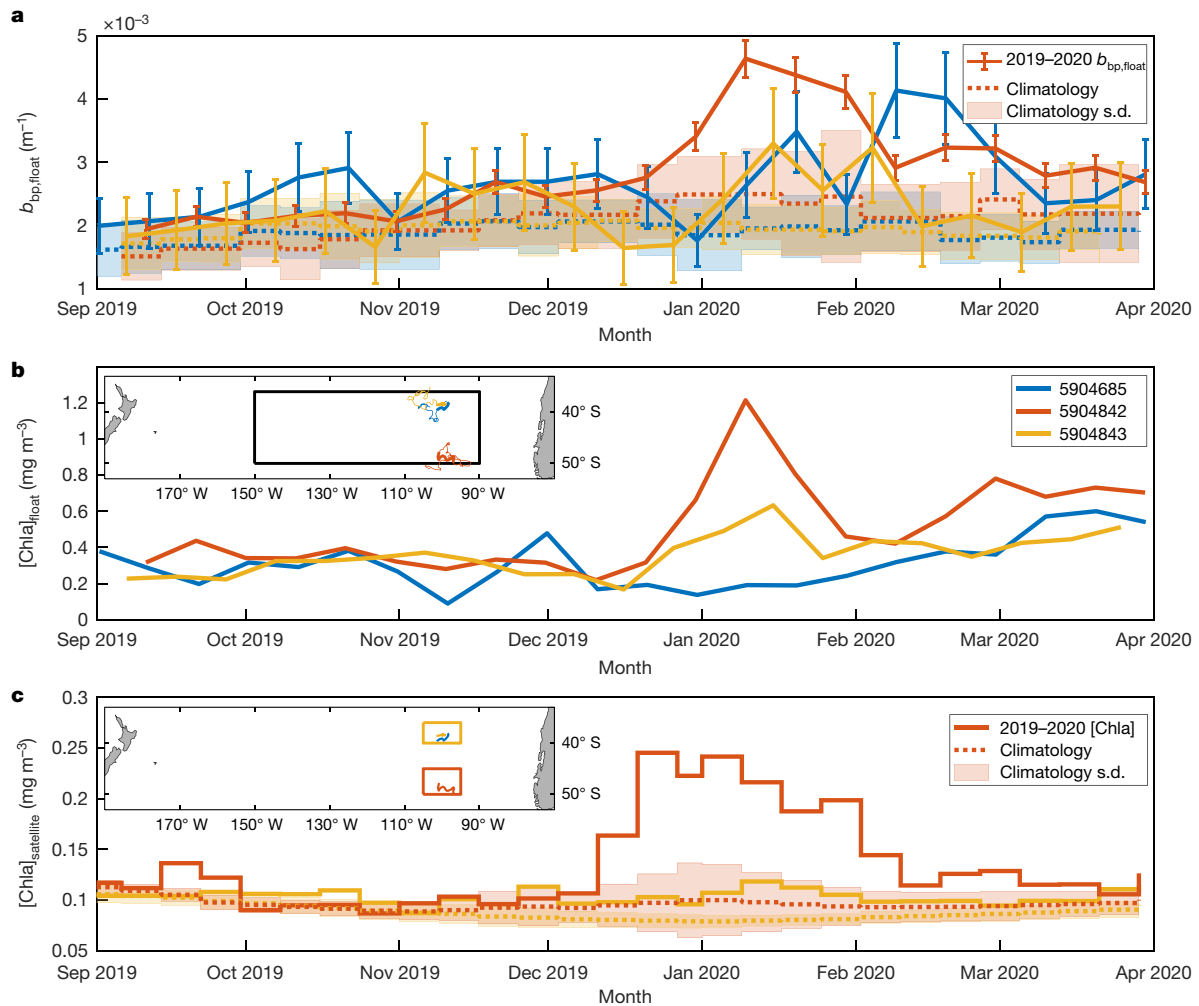 a
×10⁻³
5
4
3
2
1
b_bp,float (m⁻¹)
2019–2020 b_bp,float
Climatology
Climatology s.d.
Sep 2019 Oct 2019 Nov 2019 Dec 2019 Jan 2020 Feb 2020 Mar 2020 Apr 2020
Month
b
1.2
1
0.8
0.6
0.4
0.2
0
[Chla]_float (mg m⁻³)
40° S
50° S
170° W 150° W 130° W 110° W 90° W
5904685
5904842
5904843
Sep 2019 Oct 2019 Nov 2019 Dec 2019 Jan 2020 Feb 2020 Mar 2020 Apr 2020
Month
c
0.3
0.25
0.2
0.15
0.1
0.05
[Chla]_satellite (mg m⁻³)
40° S
50° S
170° W 150° W 130° W 110° W 90° W
2019–2020 [Chla]
Climatology
Climatology s.d.
Sep 2019 Oct 2019 Nov 2019 Dec 2019 Jan 2020 Feb 2020 Mar 2020 Apr 2020
Month